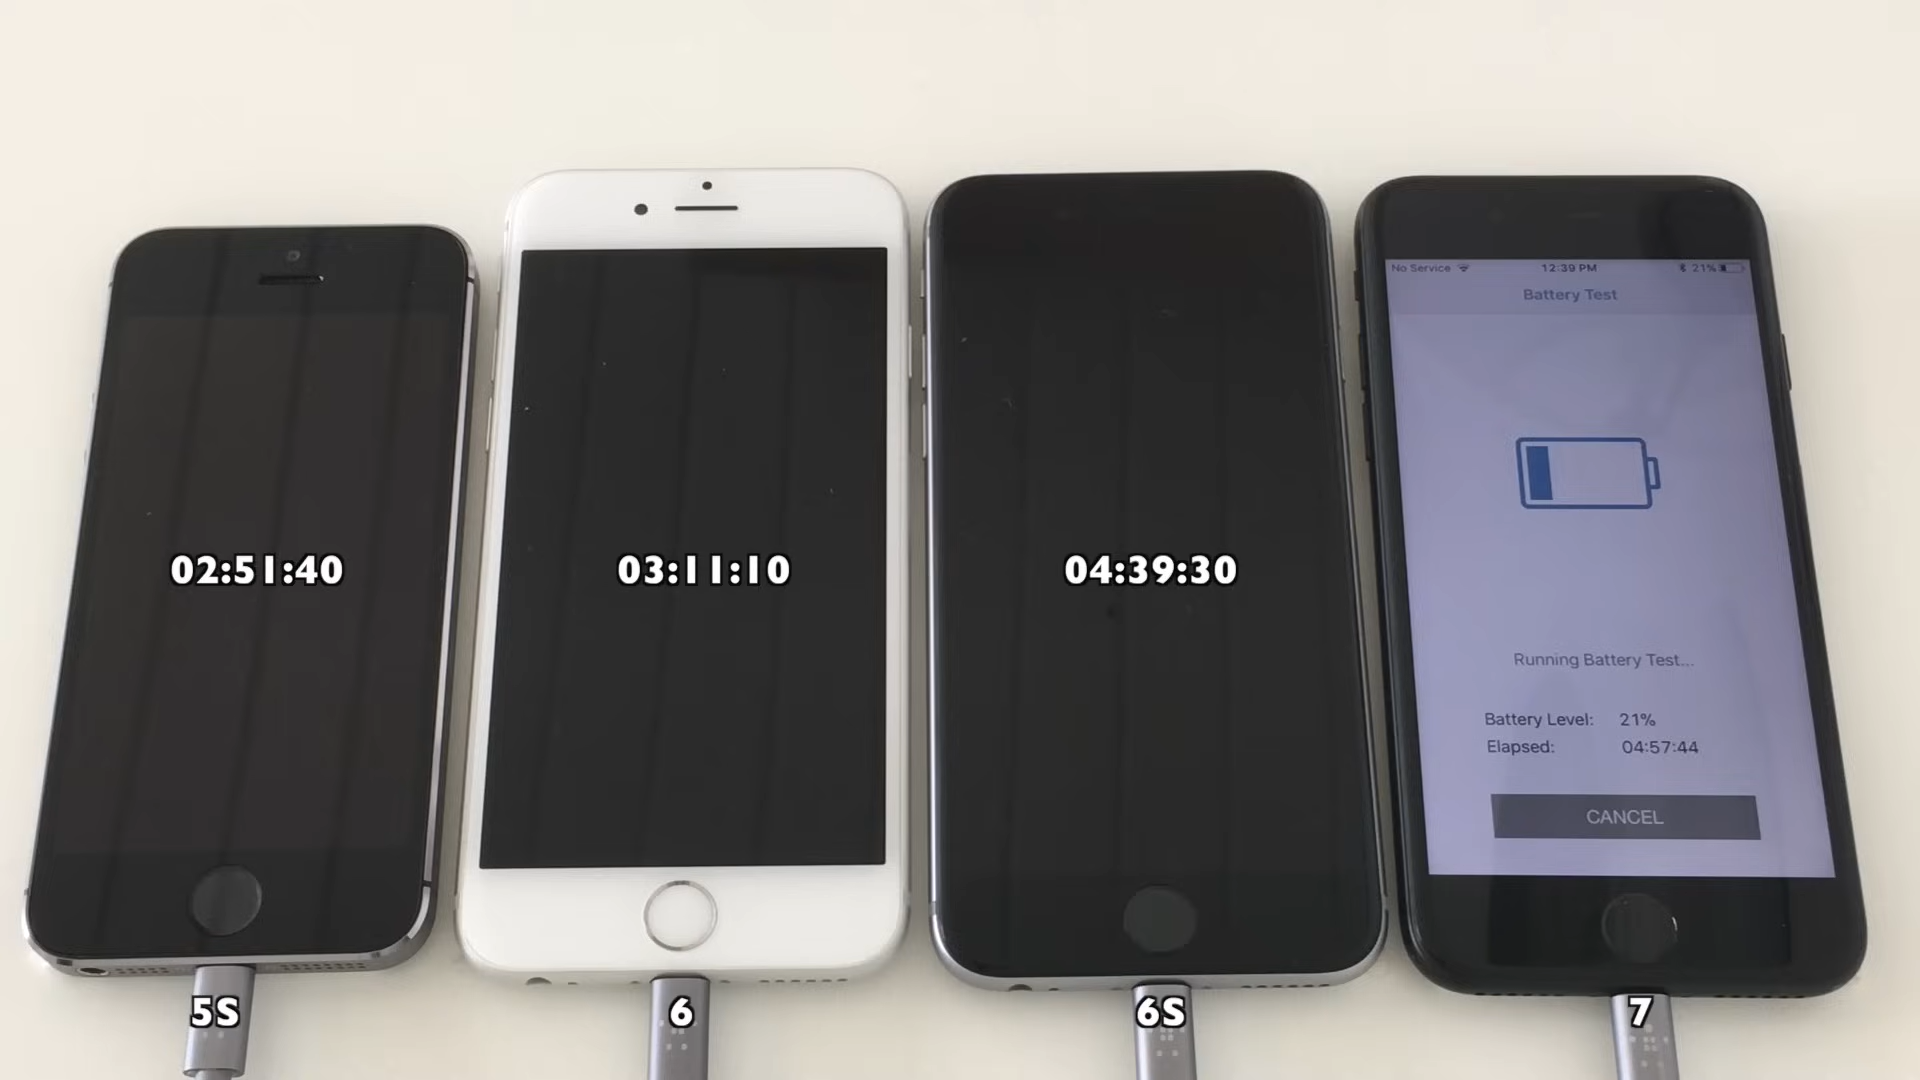 No Service 12:39 PM 21%
Battery Test
02:51:40
03:11:10
04:39:30
Running Battery Test...
Battery Level: 21%
Elapsed: 04:57:44
CANCEL
5S
6
6S
7